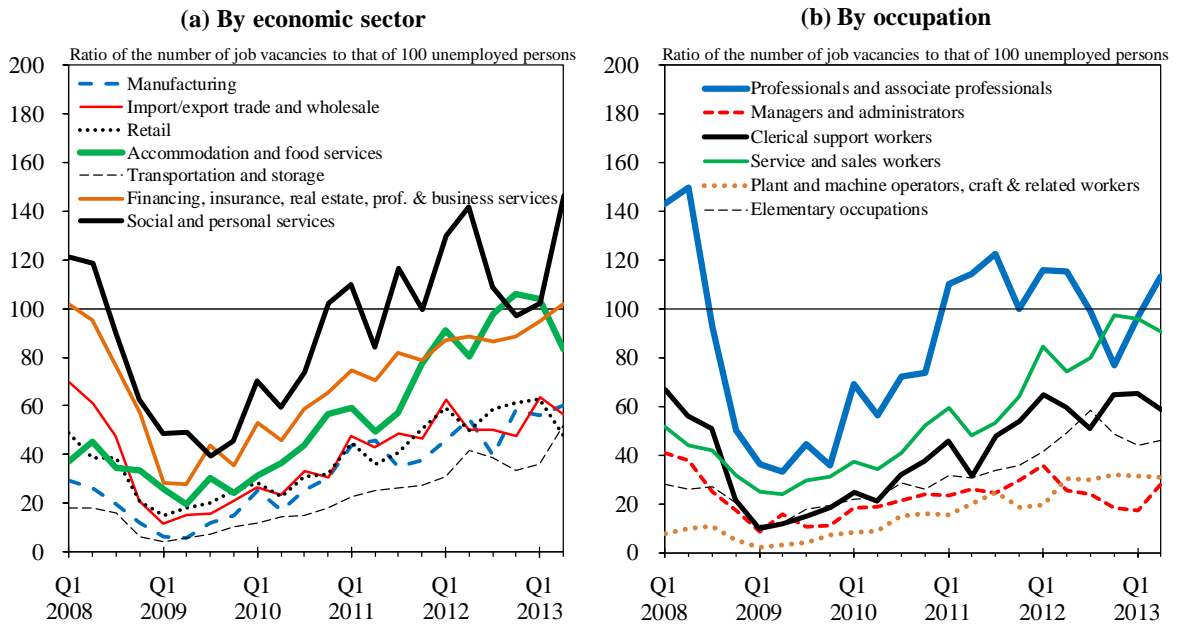 (a) By economic sector
Ratio of the number of job vacancies to that of 100 unemployed persons
200
180
160
140
120
100
80
60
40
20
0
Manufacturing
Import/export trade and wholesale
Retail
Accommodation and food services
Transportation and storage
Financing, insurance, real estate, prof. & business services
Social and personal services
Q1 Q1 Q1 Q1 Q1 Q1
2008 2009 2010 2011 2012 2013
(b) By occupation
Ratio of the number of job vacancies to that of 100 unemployed persons
200
180
160
140
120
100
80
60
40
20
0
Professionals and associate professionals
Managers and administrators
Clerical support workers
Service and sales workers
Plant and machine operators, craft & related workers
Elementary occupations
Q1 Q1 Q1 Q1 Q1 Q1
2008 2009 2010 2011 2012 2013